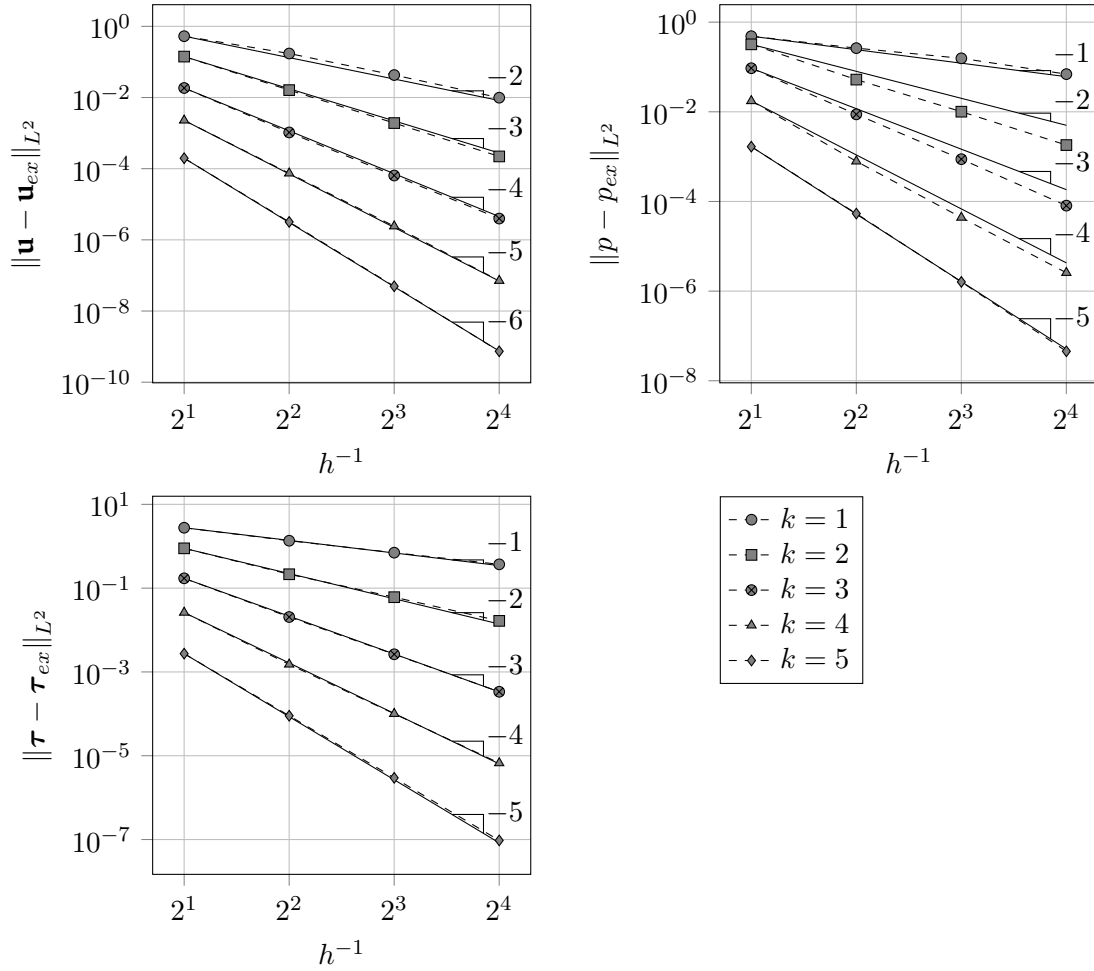 10^0
10^−2
10^−4
10^−6
10^−8
10^−10
‖u − u_ex‖_L^2
−2
−3
−4
−5
−6
2^1 2^2 2^3 2^4
h^−1
10^0
10^−2
10^−4
10^−6
10^−8
‖p − p_ex‖_L^2
−1
−2
−3
−4
−5
2^1 2^2 2^3 2^4
h^−1
10^1
10^−1
10^−3
10^−5
10^−7
‖τ − τ_ex‖_L^2
−1
−2
−3
−4
−5
2^1 2^2 2^3 2^4
h^−1
k = 1
k = 2
k = 3
k = 4
k = 5